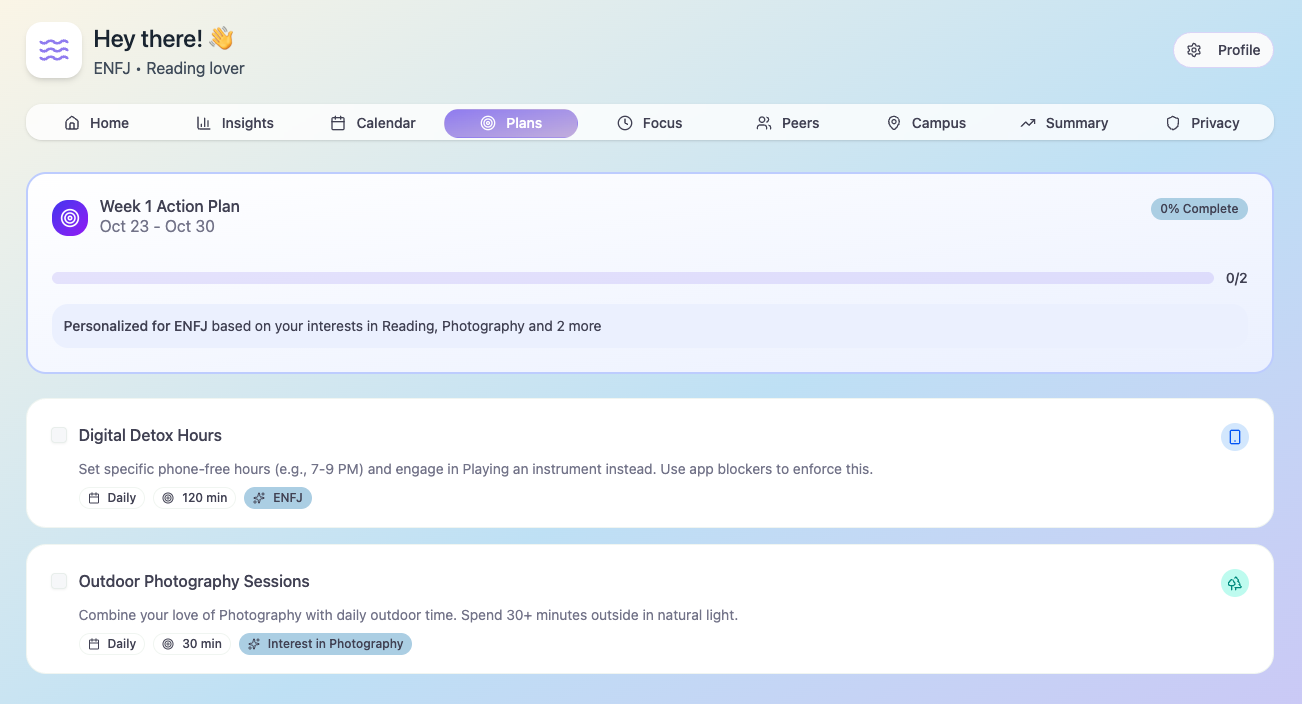 Hey there! 👋
ENFJ • Reading lover
Profile
Home
Insights
Calendar
Plans
Focus
Peers
Campus
Summary
Privacy
Week 1 Action Plan
Oct 23 - Oct 30
0% Complete
0/2
Personalized for ENFJ based on your interests in Reading, Photography and 2 more
Digital Detox Hours
Set specific phone-free hours (e.g., 7-9 PM) and engage in Playing an instrument instead. Use app blockers to enforce this.
Daily
120 min
ENFJ
Outdoor Photography Sessions
Combine your love of Photography with daily outdoor time. Spend 30+ minutes outside in natural light.
Daily
30 min
Interest in Photography